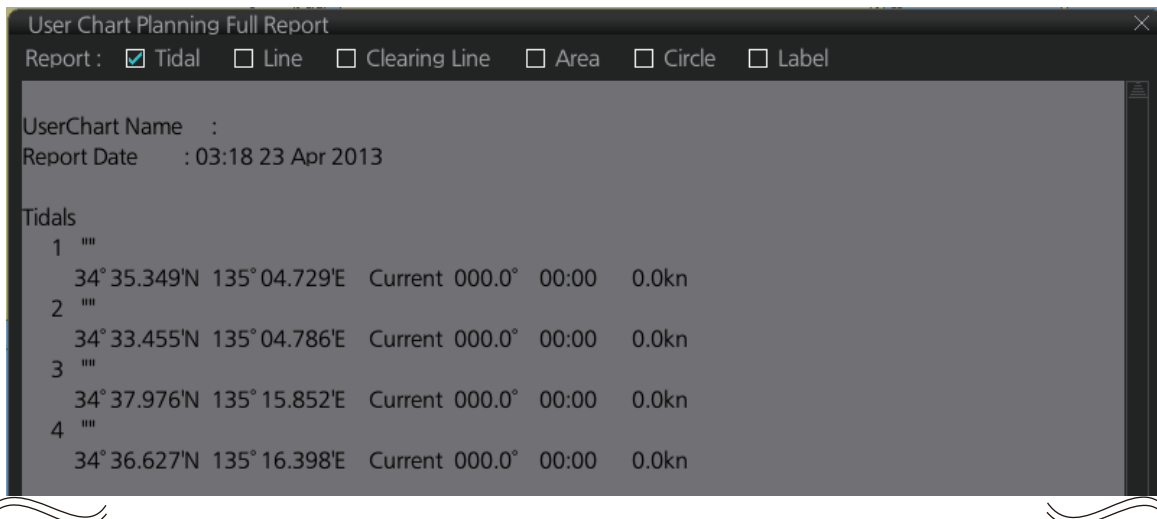 User Chart Planning Full Report
Report : Tidal Line Clearing Line Area Circle Label
UserChart Name :
Report Date : 03:18 23 Apr 2013
Tidals
1 ""
34°35.349'N 135°04.729'E Current 000.0° 00:00 0.0kn
2 ""
34°33.455'N 135°04.786'E Current 000.0° 00:00 0.0kn
3 ""
34°37.976'N 135°15.852'E Current 000.0° 00:00 0.0kn
4 ""
34°36.627'N 135°16.398'E Current 000.0° 00:00 0.0kn